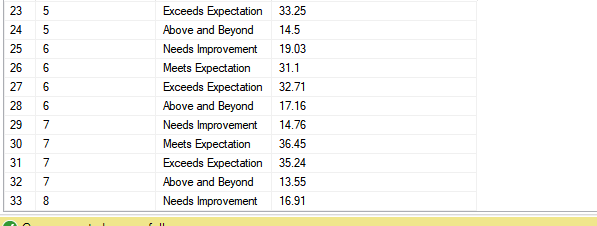 23 5 Exceeds Expectation 33.25
24 5 Above and Beyond 14.5
25 6 Needs Improvement 19.03
26 6 Meets Expectation 31.1
27 6 Exceeds Expectation 32.71
28 6 Above and Beyond 17.16
29 7 Needs Improvement 14.76
30 7 Meets Expectation 36.45
31 7 Exceeds Expectation 35.24
32 7 Above and Beyond 13.55
33 8 Needs Improvement 16.91